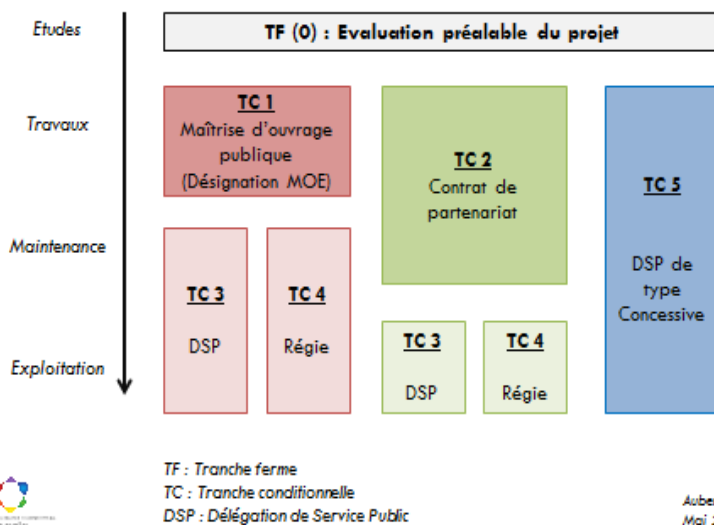 Etudes
TF (0) : Evaluation préalable du projet
Travaux
TC 1
Maîtrise d'ouvrage
publique
(Désignation MOE)
TC 2
Contrat de
partenariat
TC 5
DSP de
type
Concessive
Maintenance
TC 3
DSP
TC 4
Régie
TC 3
DSP
TC 4
Régie
Exploitation
TF : Tranche ferme
TC : Tranche conditionnelle
DSP : Délégation de Service Public